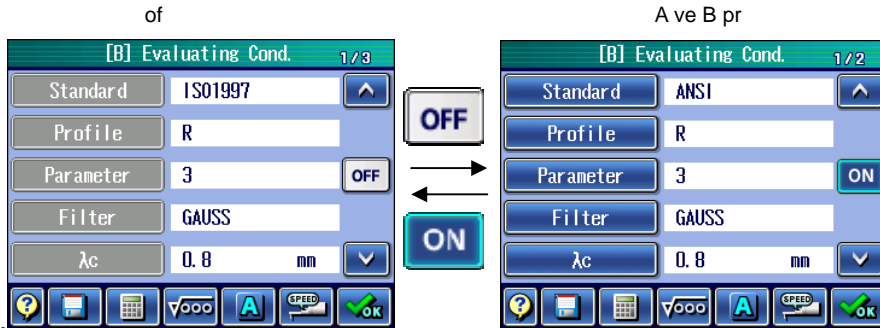 of
A ve B pr
[B] Evaluating Cond. 1/3
Standard ISO1997
Profile R
Parameter 3 OFF
Filter GAUSS
λc 0.8 mm
? √ooo A SPEED OK
OFF
ON
[B] Evaluating Cond. 1/2
Standard ANSI
Profile R
Parameter 3 ON
Filter GAUSS
λc 0.8 mm
? √ooo A SPEED OK